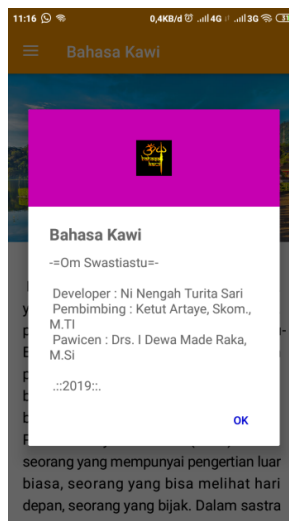 11:16 0,4KB/d 4G 3G
Bahasa Kawi
Bahasa Kawi
-=Om Swastiastu=-
Developer : Ni Nengah Turita Sari
Pembimbing : Ketut Artaye, Skom.,
M.TI
Pawicen : Drs. I Dewa Made Raka,
M.Si
.::2019::.
OK
seorang yang mempunyai pengertian luar
biasa, seorang yang bisa melihat hari
depan, seorang yang bijak. Dalam sastra